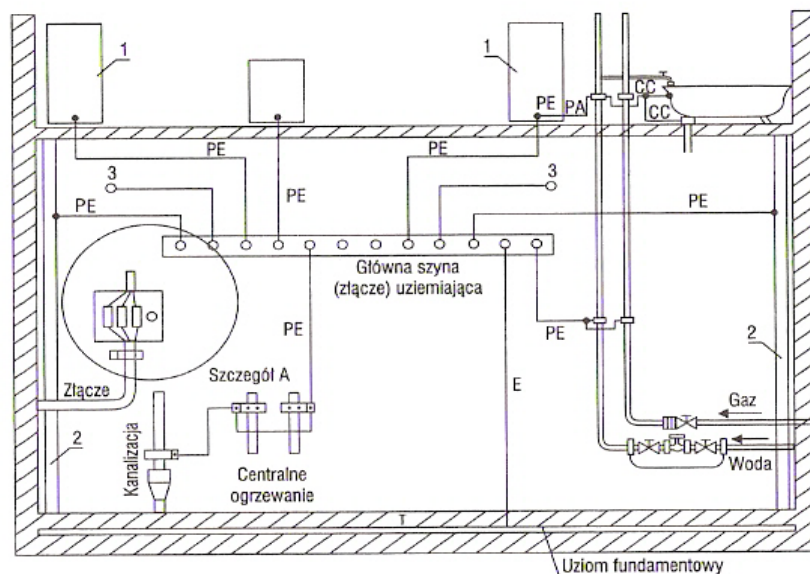 1
1
PE
PA
CC
CC
PE
PE
PE
3
3
PE
PE
Główna szyna
(złącze) uziemiająca
PE
PE
2
Złącze
Szczegół A
E
Gaz
2
Kanalizacja
Centralne
ogrzewanie
Woda
T
Uziom fundamentowy